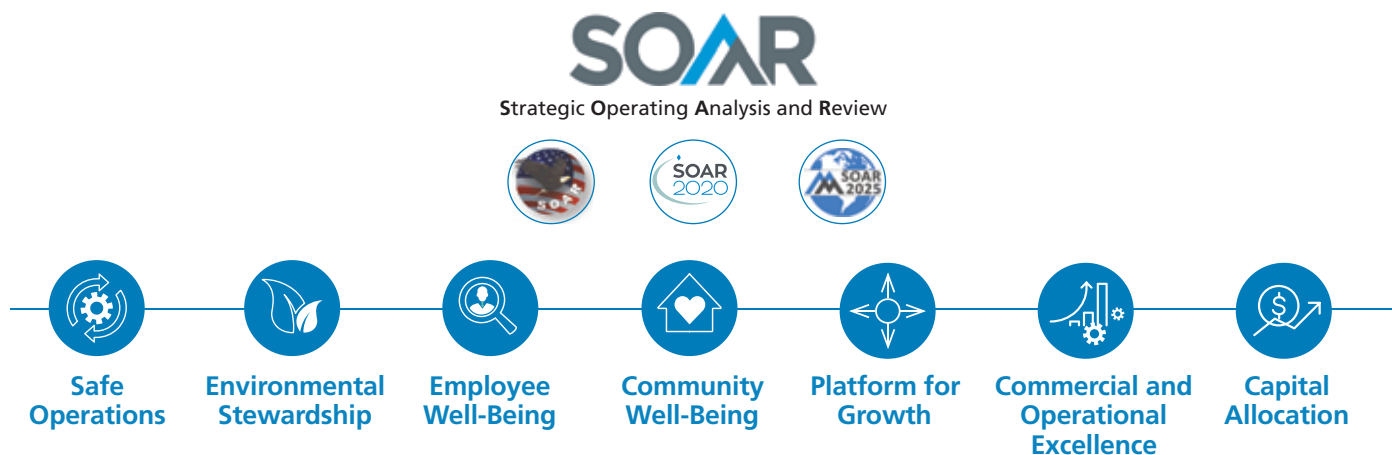 SOAR
Strategic Operating Analysis and Review
SOAR
SOAR
2020
SOAR
2025
$
Safe
Operations
Environmental
Stewardship
Employee
Well-Being
Community
Well-Being
Platform for
Growth
Commercial and
Operational
Excellence
Capital
Allocation